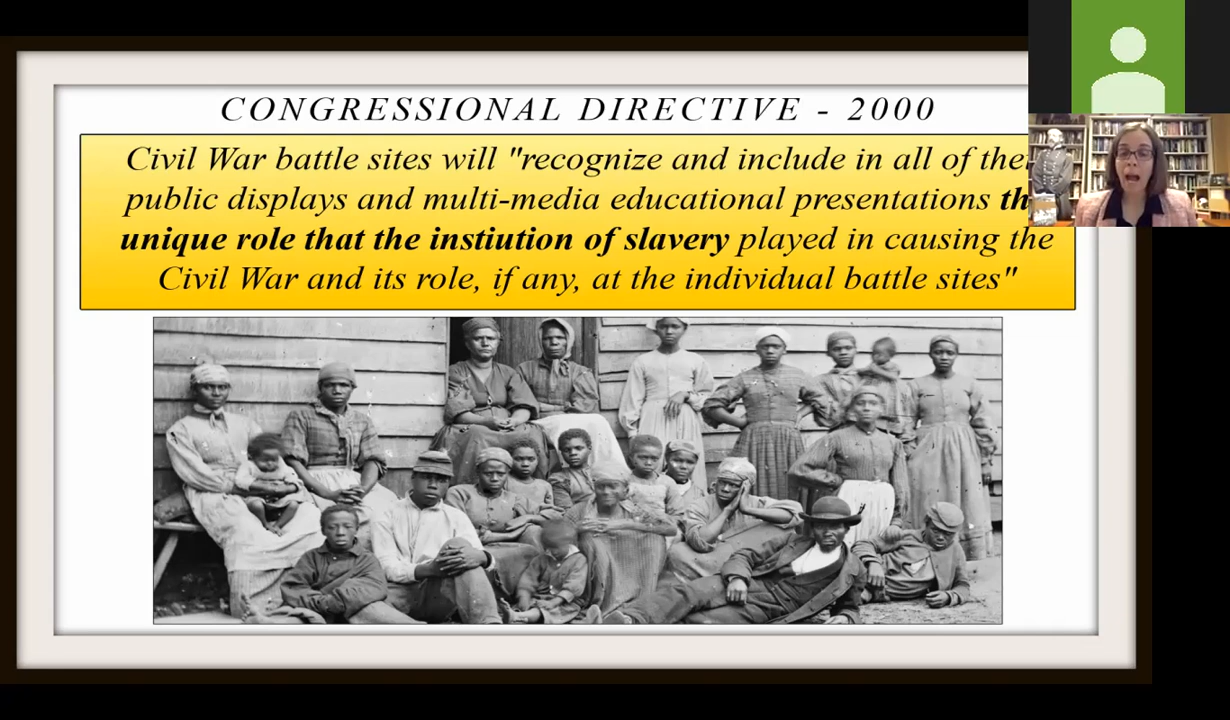 CONGRESSIONAL DIRECTIVE - 2000
Civil War battle sites will "recognize and include in all of
public displays and multi-media educational presentations
unique role that the instiution of slavery played in causing the
Civil War and its role, if any, at the individual battle sites"